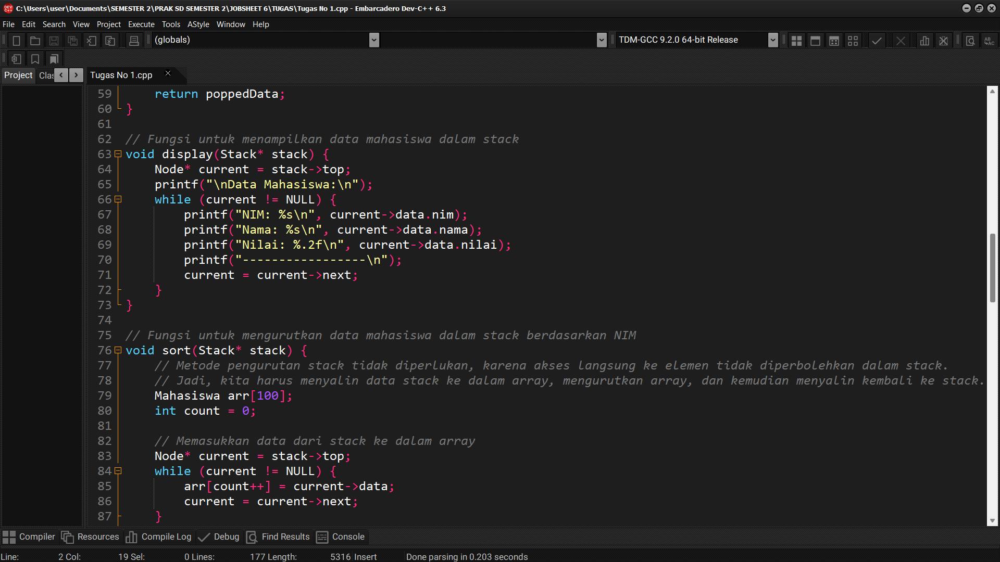 C:\Users\user\Documents\SEMESTER 2\PRAK SD SEMESTER 2\JOBSHEET 6\TUGAS\Tugas No 1.cpp - Embarcadero Dev-C++ 6.3
File Edit Search View Project Execute Tools AStyle Window Help
(globals) TDM-GCC 9.2.0 64-bit Release
Project Clas Tugas No 1.cpp
59     return poppedData;
60 }
61
62 // Fungsi untuk menampilkan data mahasiswa dalam stack
63 void display(Stack* stack) {
64     Node* current = stack->top;
65     printf("\nData Mahasiswa:\n");
66     while (current != NULL) {
67         printf("NIM: %s\n", current->data.nim);
68         printf("Nama: %s\n", current->data.nama);
69         printf("Nilai: %.2f\n", current->data.nilai);
70         printf("-----------------\n");
71         current = current->next;
72     }
73 }
74
75 // Fungsi untuk mengurutkan data mahasiswa dalam stack berdasarkan NIM
76 void sort(Stack* stack) {
77     // Metode pengurutan stack tidak diperlukan, karena akses langsung ke elemen tidak diperbolehkan dalam stack.
78     // Jadi, kita harus menyalin data stack ke dalam array, mengurutkan array, dan kemudian menyalin kembali ke stack.
79     Mahasiswa arr[100];
80     int count = 0;
81
82     // Memasukkan data dari stack ke dalam array
83     Node* current = stack->top;
84     while (current != NULL) {
85         arr[count++] = current->data;
86         current = current->next;
87     }
Compiler Resources Compile Log Debug Find Results Console
Line: 2 Col: 19 Sel: 0 Lines: 177 Length: 5316 Insert Done parsing in 0.203 seconds